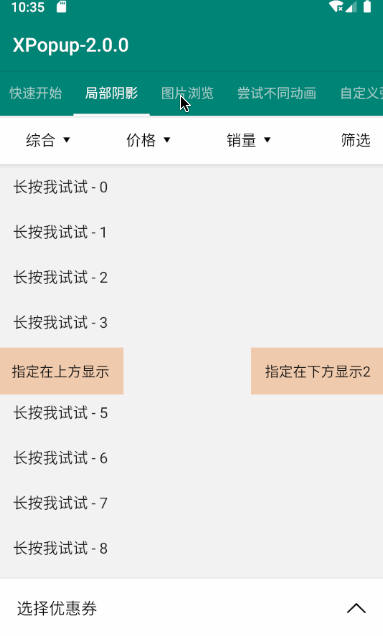 10:35
XPopup-2.0.0
快速开始 局部阴影 图片浏览 尝试不同动画 自定义
综合 价格 销量 筛选
长按我试试 - 0
长按我试试 - 1
长按我试试 - 2
长按我试试 - 3
指定在上方显示 指定在下方显示2
长按我试试 - 5
长按我试试 - 6
长按我试试 - 7
长按我试试 - 8
选择优惠券